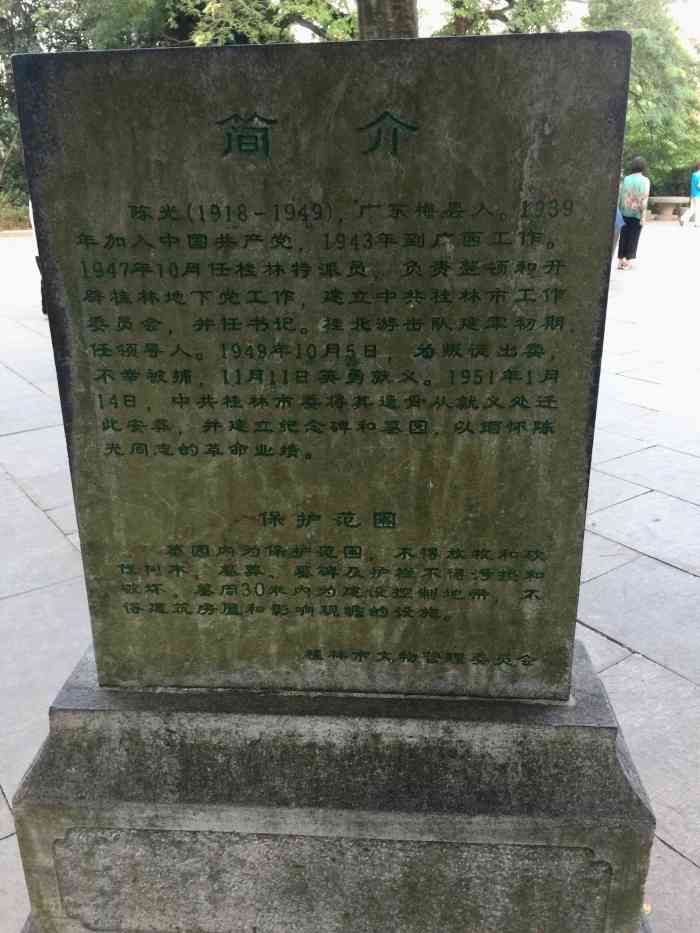 简介
陈光(1918-1949)，广东梅县人。1939
年加入中国共产党，1943年到广西工作。
1947年10月任桂林特派员，负责整顿和开
辟桂林地下党工作，建立中共桂林市工作
委员会，并任书记。桂北游击队建军初期，
任领导人。1949年10月5日，为叛徒出卖，
不幸被捕，11月11日英勇就义。1951年1月
14日，中共桂林市委将其遗骨从就义处迁
此安葬，并建立纪念碑和墓园，以缅怀陈
光同志的革命业绩。
保护范围
墓园内为保护范围，不得放牧和砍
伐树木，墓葬、墓碑及护栏不得污损和
破坏。墓周30米内为建设控制地带，不
得建筑房屋和影响观瞻的设施。
桂林市文物管理委员会